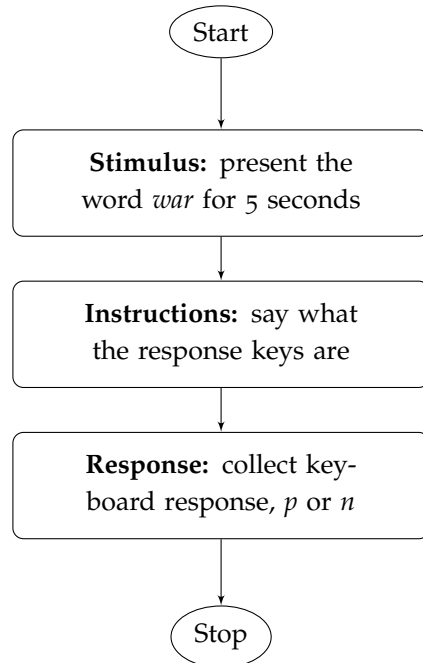 Start
Stimulus: present the
word war for 5 seconds
Instructions: say what
the response keys are
Response: collect key-
board response, p or n
Stop